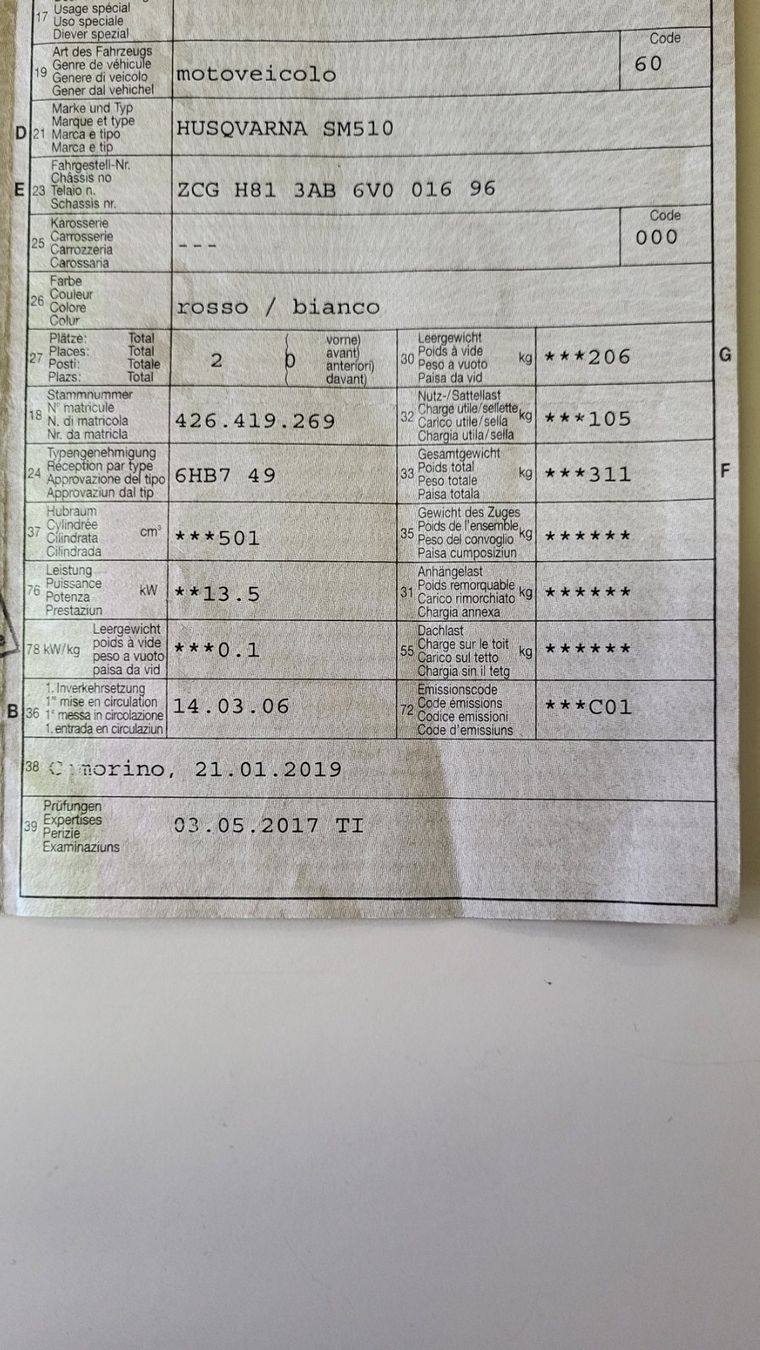 17 Usage spécial
Uso speciale
Diever spezial
Art des Fahrzeugs
Genre de véhicule
19 Genere di veicolo
Gener dal vehichel
motoveicolo
Code
60
Marke und Typ
Marque et type
D 21 Marca e tipo
Marca e tip
HUSQVARNA SM510
Fahrgestell-Nr.
Châssis no
E 23 Telaio n.
Schassis nr.
ZCG H81 3AB 6V0 016 96
Karosserie
Carrosserie
25 Carrozzeria
Carossaria
---
Code
000
Farbe
Couleur
26 Colore
Colur
rosso / bianco
Plätze: Total
Places: Total
27 Posti: Totale
Plazs: Total
2
( 0
vorne)
avant)
anteriori)
davant)
Leergewicht
30 Poids à vide
Peso a vuoto
Paisa da vid
kg ***206 G
Stammnummer
18 N° matricule
N. di matricola
Nr. da matricla
426.419.269
Nutz-/Sattellast
32 Charge utile/sellette
Carico utile/sella
Chargia utila/sella
kg ***105
Typengenehmigung
24 Réception par type
Approvazione del tipo
Approvaziun dal tip
6HB7 49
Gesamtgewicht
33 Poids total
Peso totale
Paisa totala
kg ***311 F
Hubraum
37 Cylindrée
Cilindrata
Cilindrada
cm³ ***501
Gewicht des Zuges
35 Poids de l'ensemble
Peso del convoglio
Paisa cumposiziun
kg ******
Leistung
76 Puissance
Potenza
Prestaziun
kW **13.5
Anhängelast
31 Poids remorquable
Carico rimorchiato
Chargia annexa
kg ******
Leergewicht
78 kW/kg poids à vide
peso a vuoto
paisa da vid
***0.1
Dachlast
55 Charge sur le toit
Carico sul tetto
Chargia sin il tetg
kg ******
1. Inverkehrsetzung
1re mise en circulation
B 36 1a messa in circolazione
1. entrada en circulaziun
14.03.06
Emissionscode
72 Code émissions
Codice emissioni
Code d'emissiuns
***C01
38 Camorino, 21.01.2019
Prüfungen
39 Expertises
Perizie
Examinaziuns
03.05.2017 TI